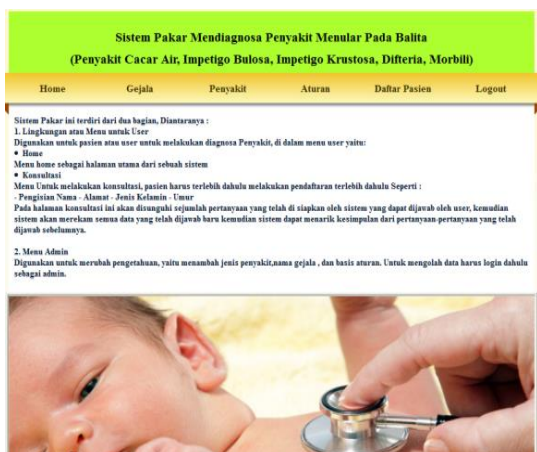 Sistem Pakar Mendiagnosa Penyakit Menular Pada Balita
(Penyakit Cacar Air, Impetigo Bulosa, Impetigo Krustosa, Difteria, Morbili)
Home Gejala Penyakit Aturan Daftar Pasien Logout
Sistem Pakar ini terdiri dari dua bagian, Diantaranya :
1. Lingkungan atau Menu untuk User
Digunakan untuk pasien atau user untuk melakukan diagnosa Penyakit, di dalam menu user yaitu:
• Home
Menu home sebagai halaman utama dari sebuah sistem
• Konsultasi
Menu Untuk melakukan konsultasi, pasien harus terlebih dahulu melakukan pendaftaran terlebih dahulu Seperti :
- Pengisian Nama - Alamat - Jenis Kelamin - Umur
Pada halaman konsultasi ini akan disunguhi sejumlah pertanyaan yang telah di siapkan oleh sistem yang dapat dijawab oleh user, kemudian
sistem akan merekam semua data yang telah dijawab baru kemudian sistem dapat menarik kesimpulan dari pertanyaan-pertanyaan yang telah
dijawab sebelumnya.
2. Menu Admin
Digunakan untuk merubah pengetahuan, yaitu menambah jenis penyakit,nama gejala , dan basis aturan. Untuk mengolah data harus login dahulu
sebagai admin.